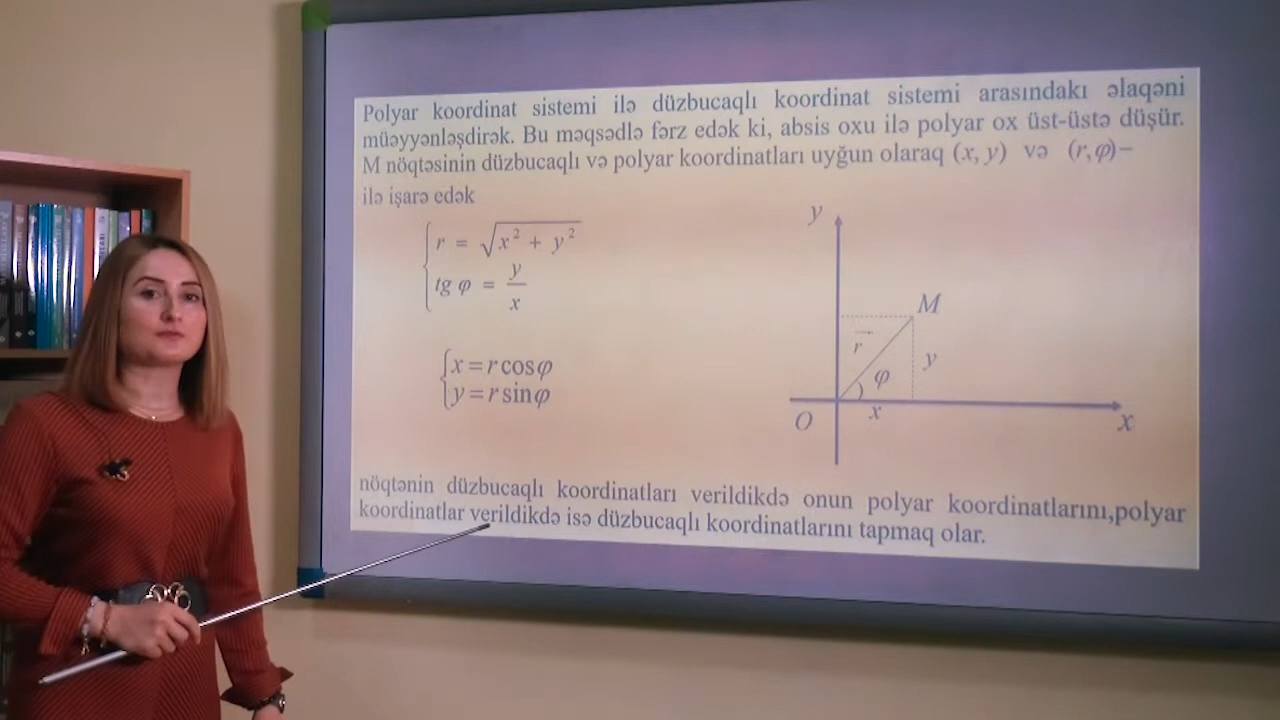 Polyar koordinat sistemi ilə düzbucaqlı koordinat sistemi arasındakı əlaqəni
müəyyənləşdirək. Bu məqsədlə fərz edək ki, absis oxu ilə polyar ox üst-üstə düşür.
M nöqtəsinin düzbucaqlı və polyar koordinatları uyğun olaraq (x, y) və (r,φ)–
ilə işarə edək
r = √x² + y²
tg φ = y/x
x = r cosφ
y = r sinφ
y
M
r
y
φ
O
x
x
nöqtənin düzbucaqlı koordinatları verildikdə onun polyar koordinatlarını,polyar
koordinatlar verildikdə isə düzbucaqlı koordinatlarını tapmaq olar.